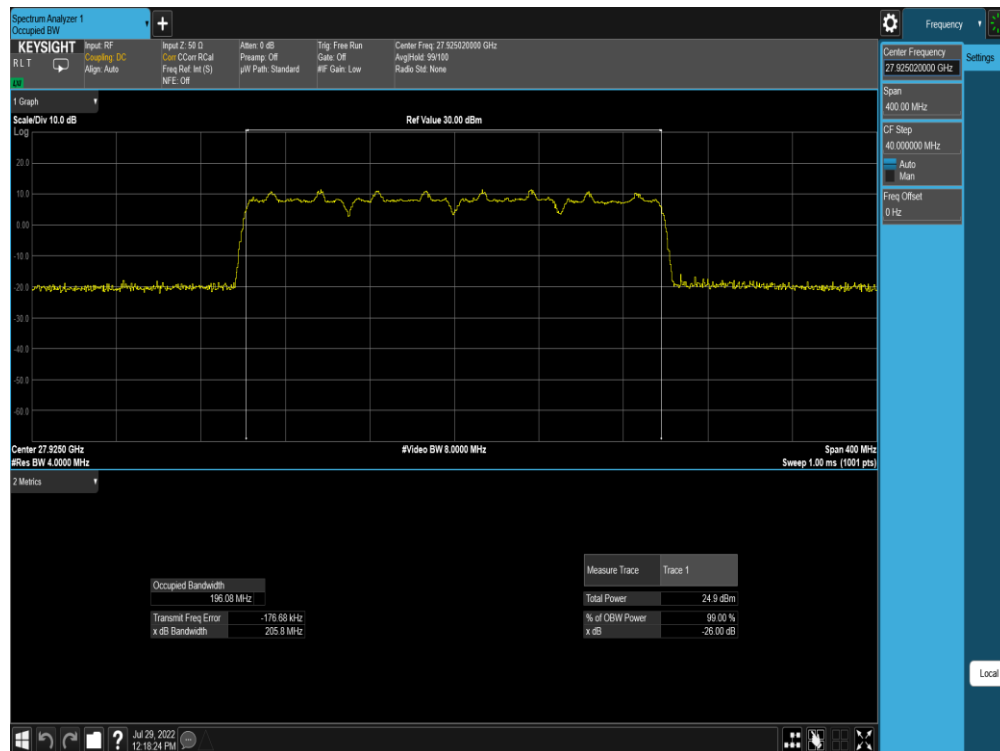 Spectrum Analyzer 1
Occupied BW
Frequency
KEYSIGHT
RLT
Input: RF
Coupling: DC
Align: Auto
Input Z: 50 Ω
Corr CCorr RCal
Freq Ref: Int (S)
NFE: Off
Atten: 0 dB
Preamp: Off
µW Path: Standard
Trig: Free Run
Gate: Off
#IF Gain: Low
Center Freq: 27.925020000 GHz
Avg|Hold: 99/100
Radio Std: None
Center Frequency
27.925020000 GHz
Settings
Span
400.00 MHz
CF Step
40.000000 MHz
Auto
Man
Freq Offset
0 Hz
1 Graph
Scale/Div 10.0 dB
Ref Value 30.00 dBm
Log
20.0
10.0
0.00
-10.0
-20.0
-30.0
-40.0
-50.0
-60.0
Center 27.9250 GHz
#Video BW 8.0000 MHz
Span 400 MHz
#Res BW 4.0000 MHz
Sweep 1.00 ms (1001 pts)
2 Metrics
Occupied Bandwidth
196.08 MHz
Transmit Freq Error -176.68 kHz
x dB Bandwidth 205.8 MHz
Measure Trace Trace 1
Total Power 24.9 dBm
% of OBW Power 99.00 %
x dB -26.00 dB
Local
Jul 29, 2022
12:18:24 PM